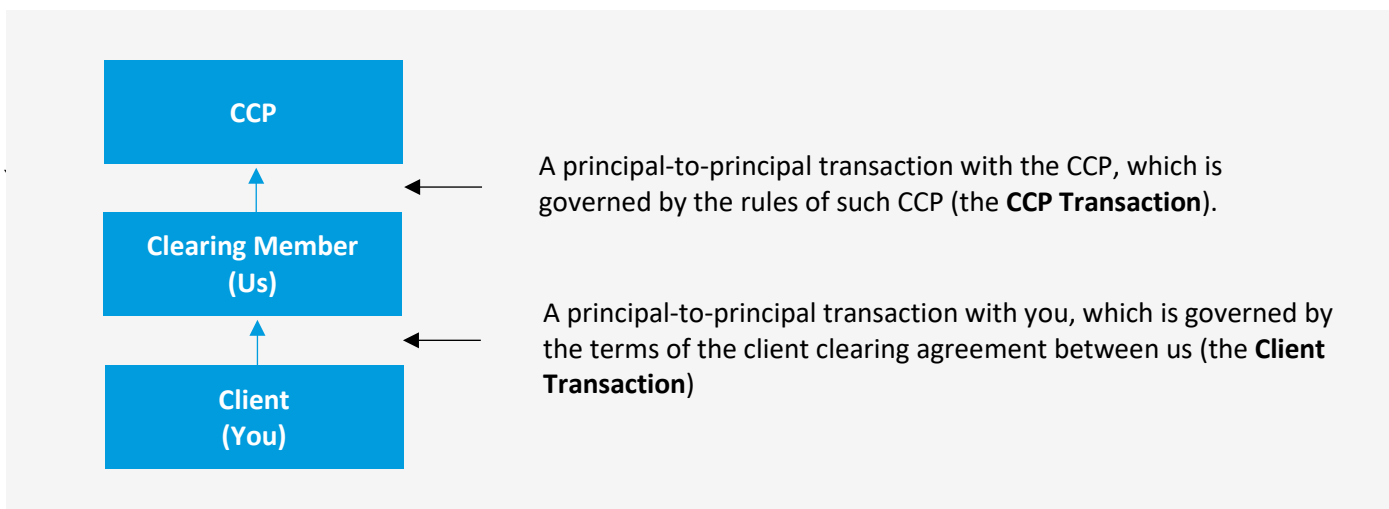 CCP
A principal-to-principal transaction with the CCP, which is
governed by the rules of such CCP (the CCP Transaction).
Clearing Member
(Us)
A principal-to-principal transaction with you, which is governed by
the terms of the client clearing agreement between us (the Client
Transaction)
Client
(You)